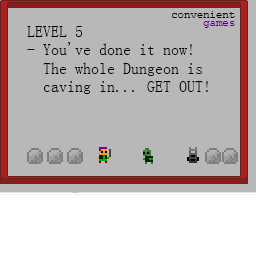 convenient
games
LEVEL 5
- You've done it now!
The whole Dungeon is
caving in... GET OUT!